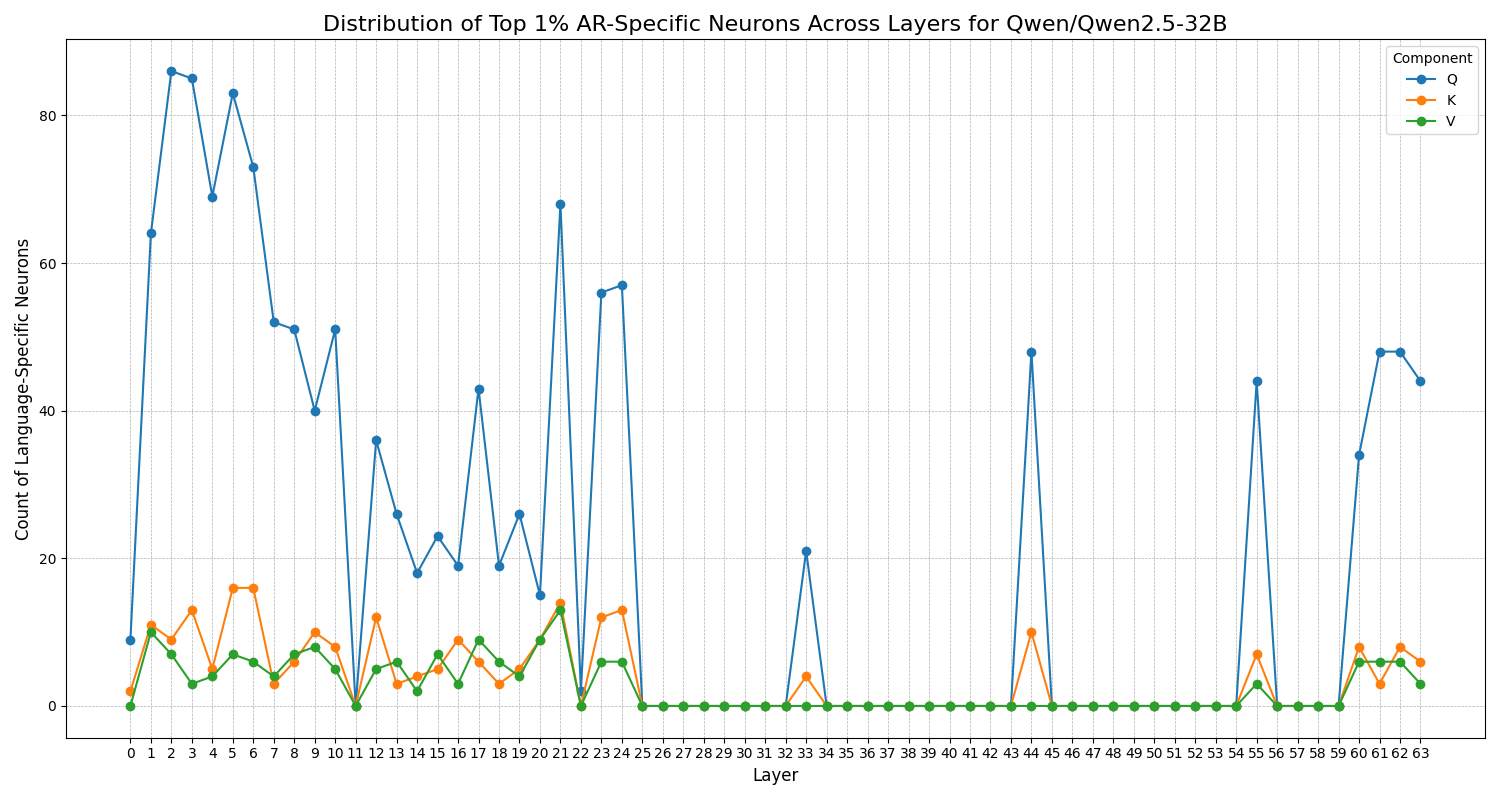 Distribution of Top 1% AR-Specific Neurons Across Layers for Qwen/Qwen2.5-32B
Component
Q
K
V
Count of Language-Specific Neurons
80
60
40
20
0
0 1 2 3 4 5 6 7 8 9 10 11 12 13 14 15 16 17 18 19 20 21 22 23 24 25 26 27 28 29 30 31 32 33 34 35 36 37 38 39 40 41 42 43 44 45 46 47 48 49 50 51 52 53 54 55 56 57 58 59 60 61 62 63
Layer